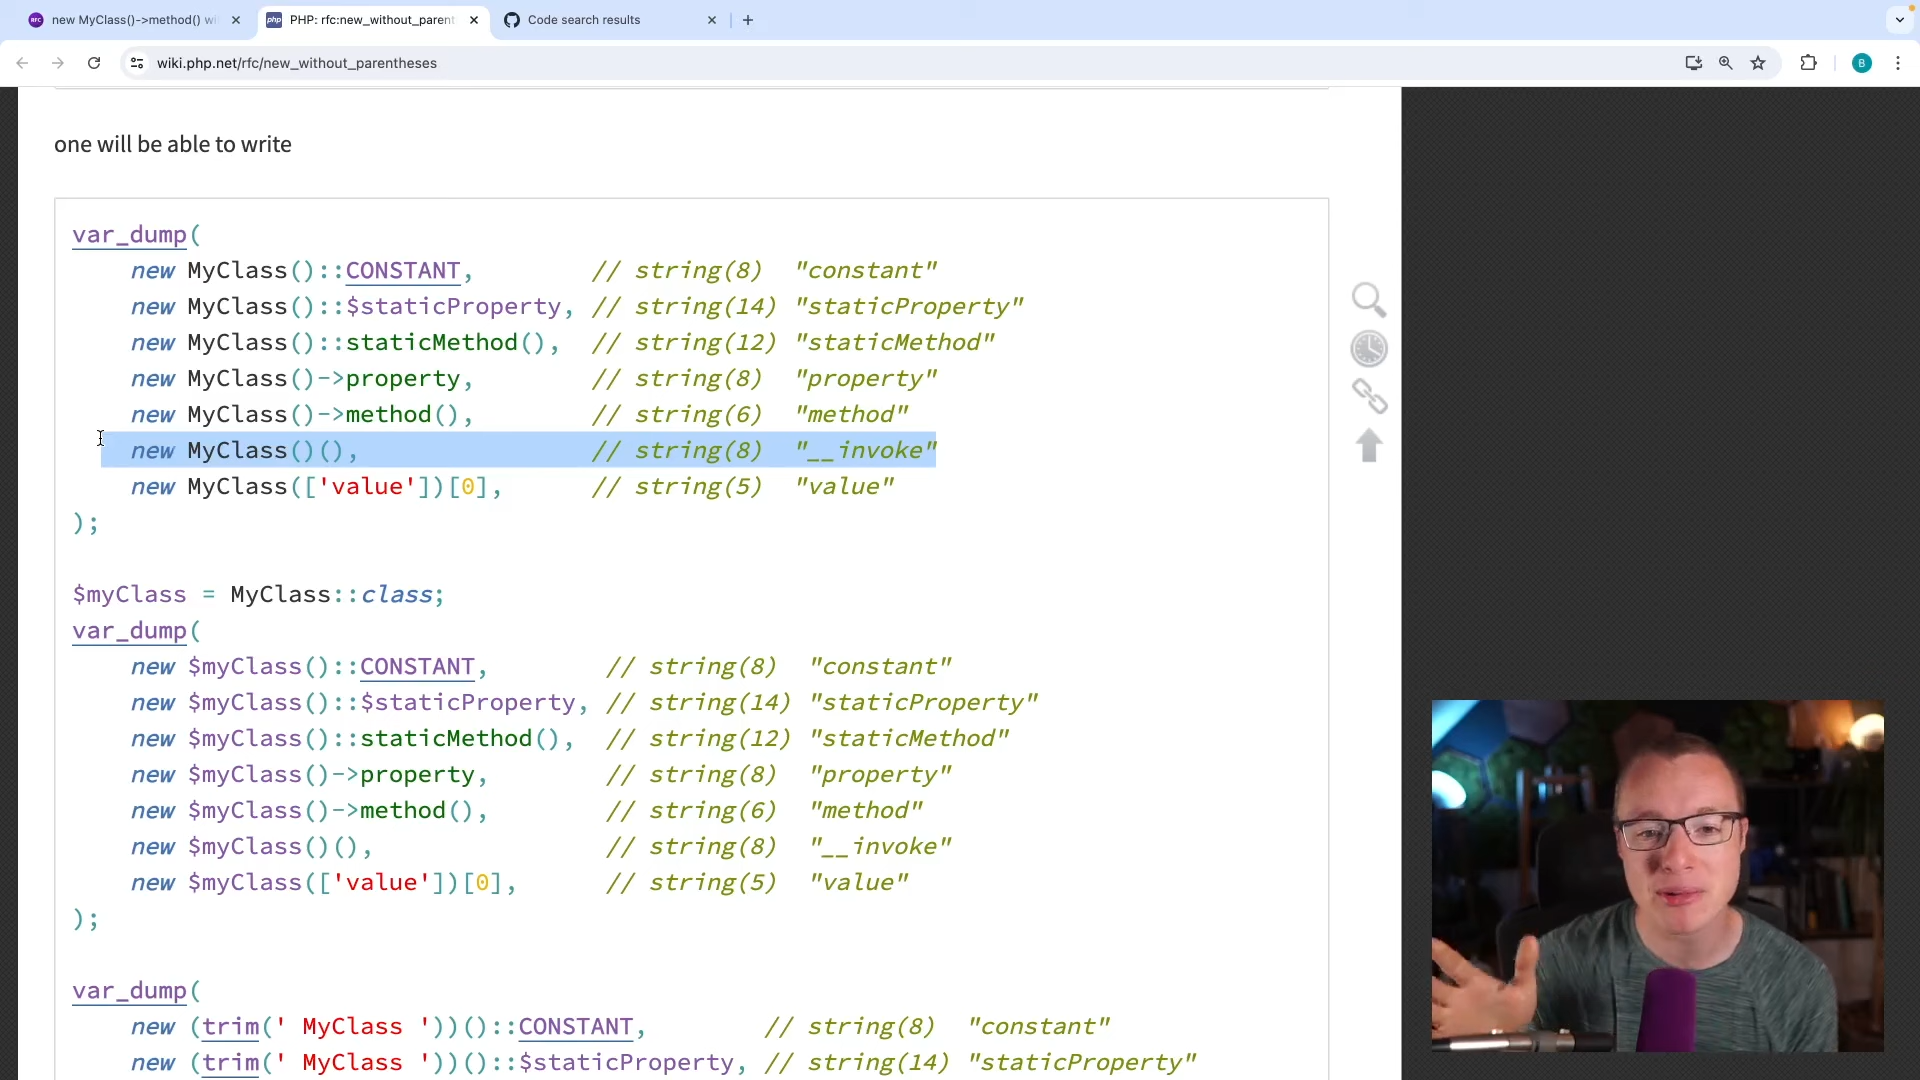 new MyClass()->method() wi
PHP: rfc:new_without_parent
Code search results
wiki.php.net/rfc/new_without_parentheses
B
one will be able to write
var_dump(
new MyClass()::CONSTANT, // string(8) "constant"
new MyClass()::$staticProperty, // string(14) "staticProperty"
new MyClass()::staticMethod(), // string(12) "staticMethod"
new MyClass()->property, // string(8) "property"
new MyClass()->method(), // string(6) "method"
new MyClass()(), // string(8) "__invoke"
new MyClass(['value'])[0], // string(5) "value"
);
$myClass = MyClass::class;
var_dump(
new $myClass()::CONSTANT, // string(8) "constant"
new $myClass()::$staticProperty, // string(14) "staticProperty"
new $myClass()::staticMethod(), // string(12) "staticMethod"
new $myClass()->property, // string(8) "property"
new $myClass()->method(), // string(6) "method"
new $myClass()(), // string(8) "__invoke"
new $myClass(['value'])[0], // string(5) "value"
);
var_dump(
new (trim(' MyClass '))()::CONSTANT, // string(8) "constant"
new (trim(' MyClass '))()::$staticProperty, // string(14) "staticProperty"